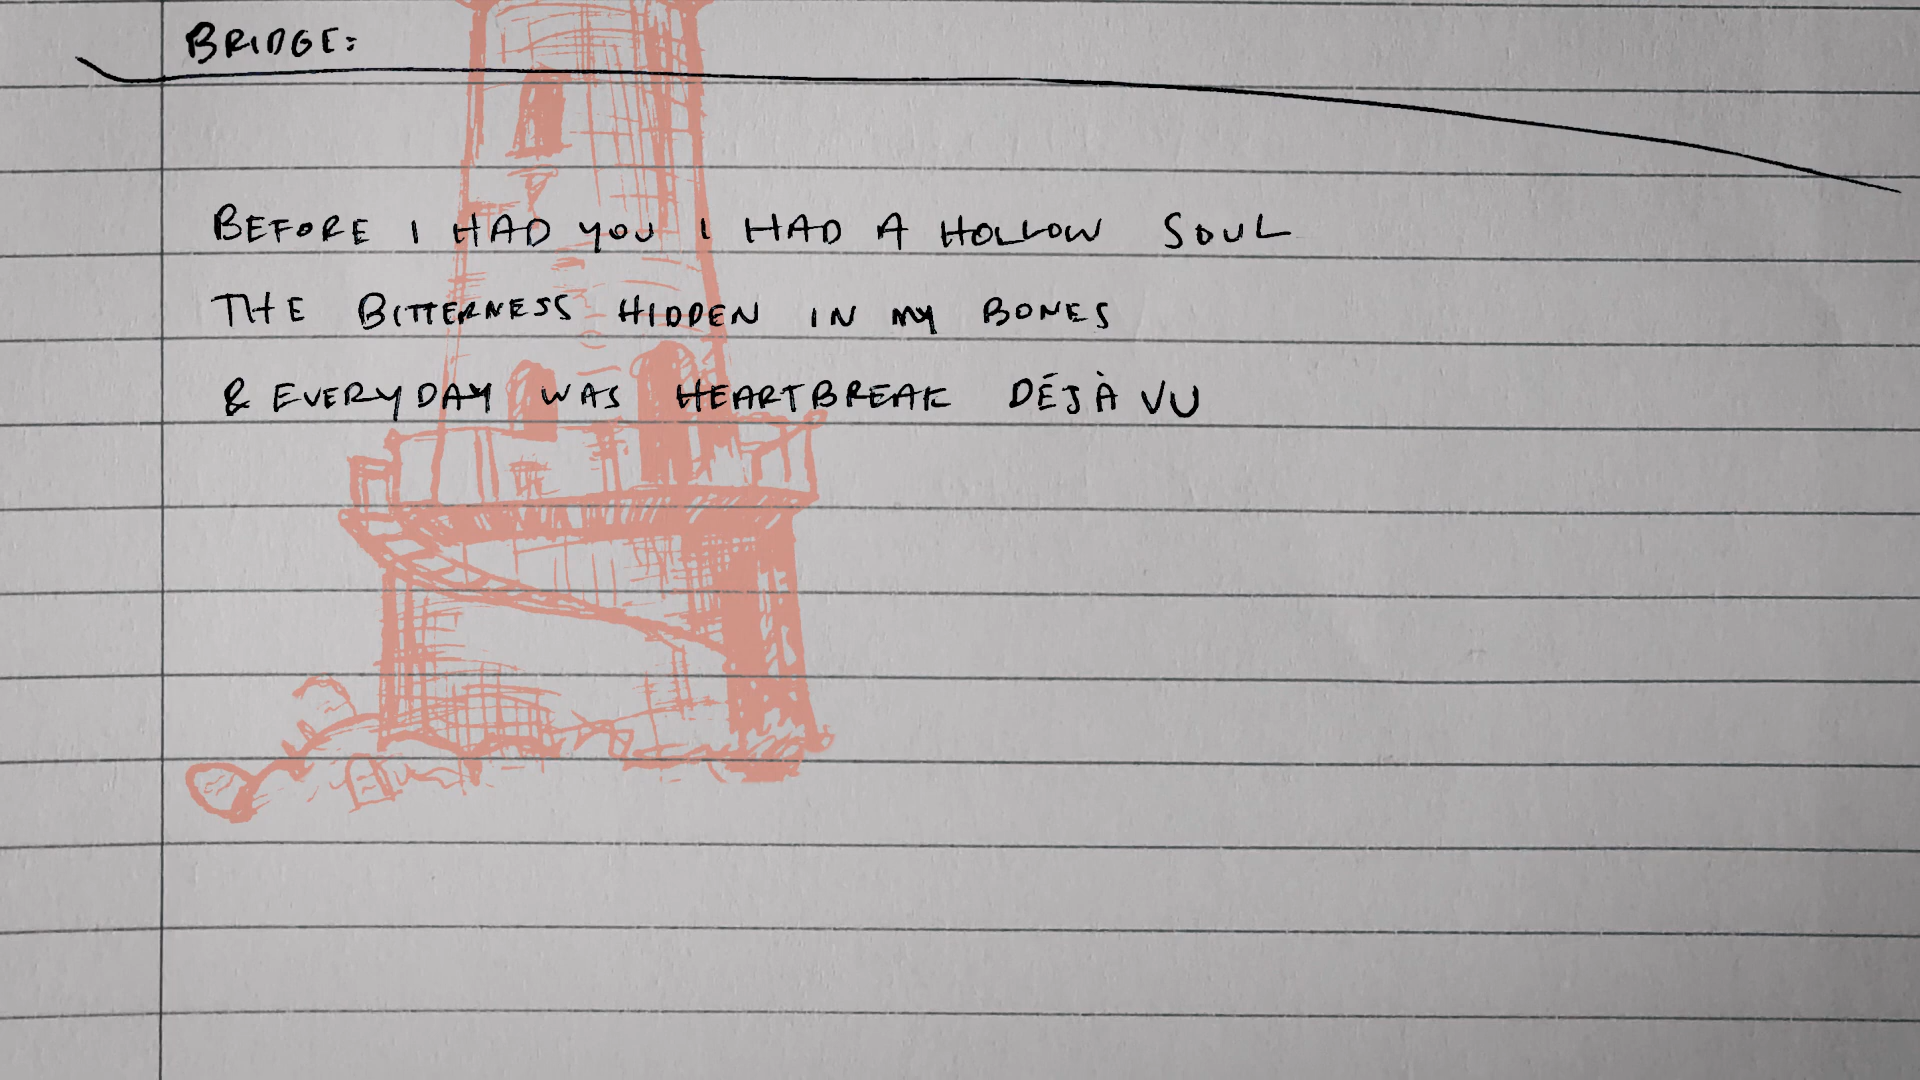 BRIDGE:
BEFORE I HAD YOU I HAD A HOLLOW SOUL
THE BITTERNESS HIDDEN IN MY BONES
& EVERYDAY WAS HEARTBREAK DÉJÀ VU